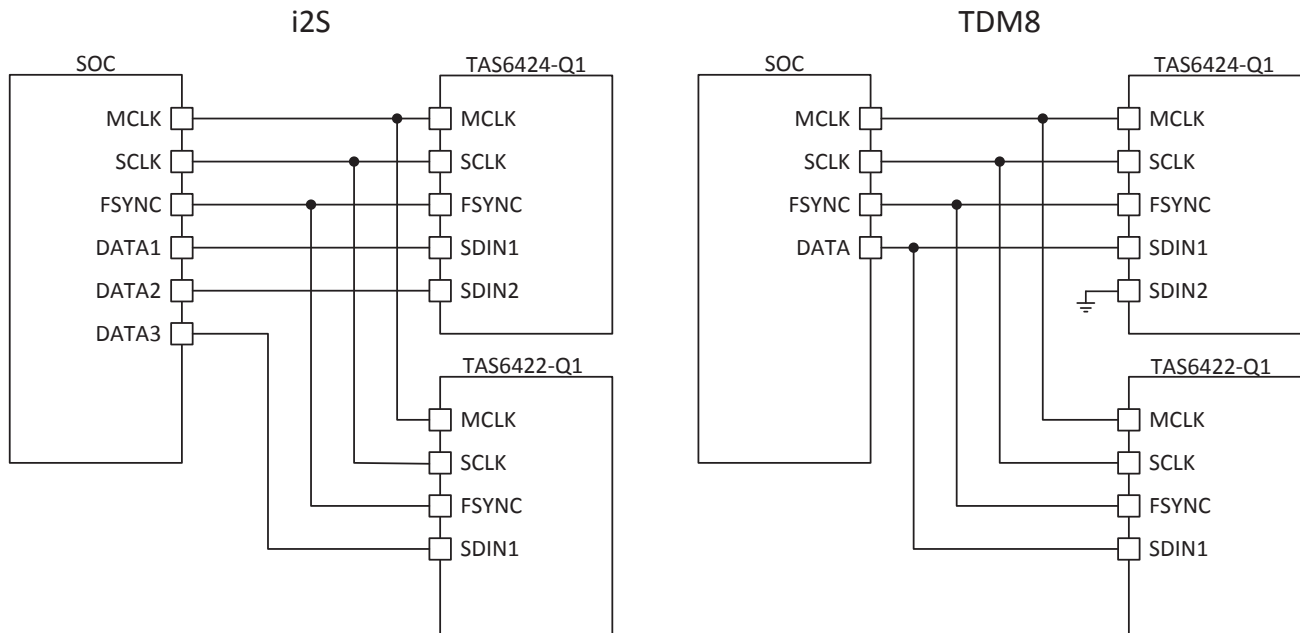 i2S
SOC
TAS6424-Q1
MCLK
MCLK
SCLK
SCLK
FSYNC
FSYNC
DATA1
SDIN1
DATA2
SDIN2
DATA3
TAS6422-Q1
MCLK
SCLK
FSYNC
SDIN1
TDM8
SOC
TAS6424-Q1
MCLK
MCLK
SCLK
SCLK
FSYNC
FSYNC
DATA
SDIN1
SDIN2
TAS6422-Q1
MCLK
SCLK
FSYNC
SDIN1